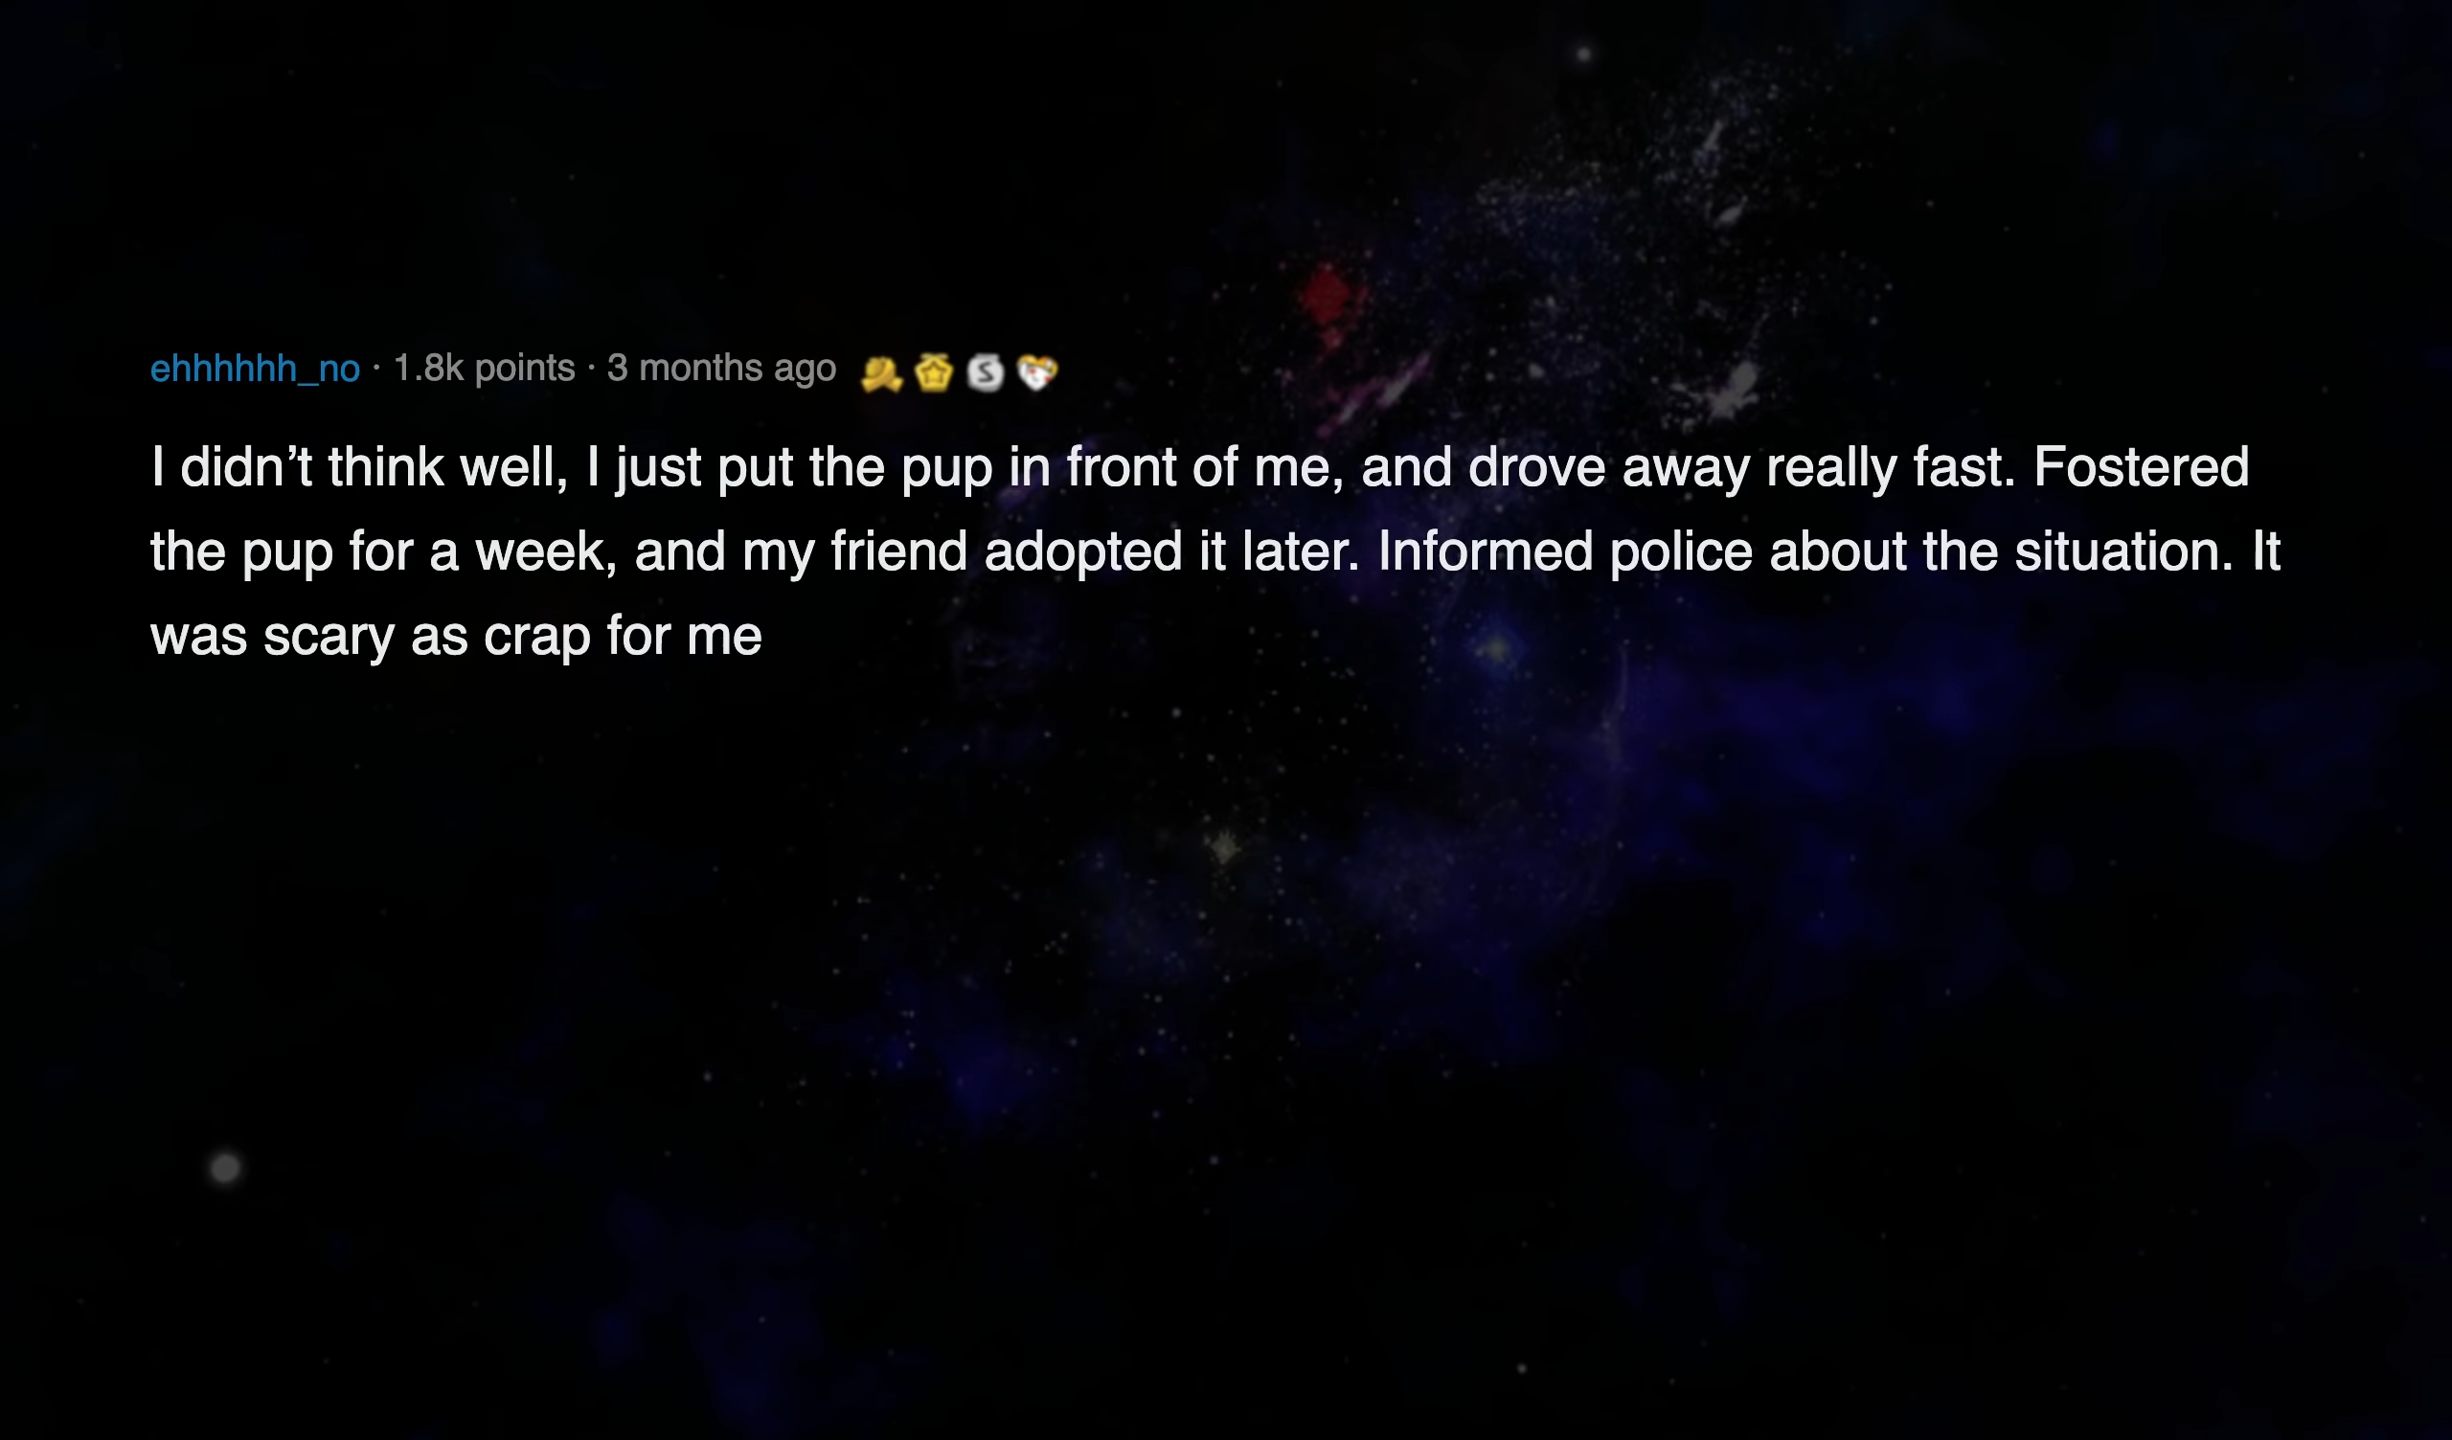 ehhhhhh_no · 1.8k points · 3 months ago
I didn’t think well, I just put the pup in front of me, and drove away really fast. Fostered
the pup for a week, and my friend adopted it later. Informed police about the situation. It
was scary as crap for me